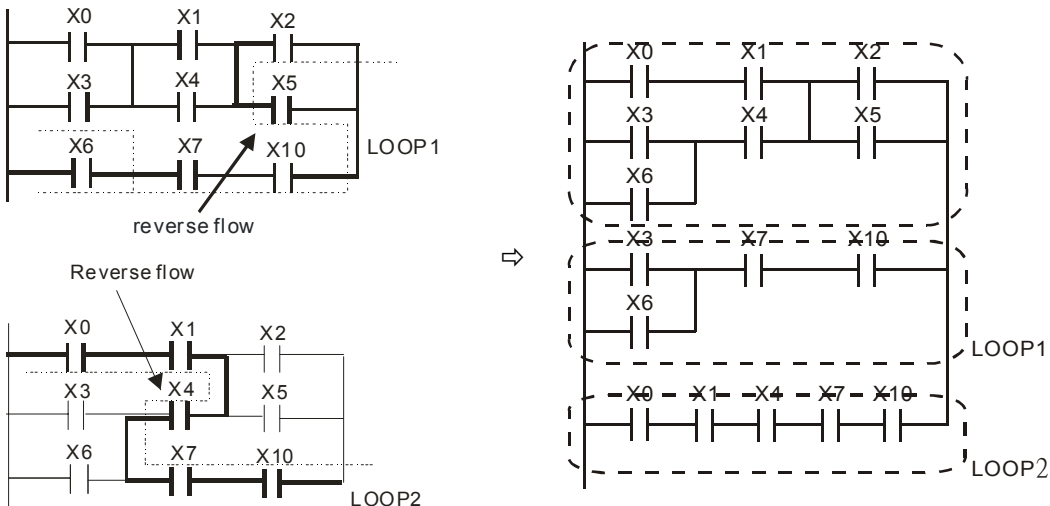 X0 X1 X2
X3 X4 X5
X6 X7 X10
LOOP1
reverse flow
Reverse flow
X0 X1 X2
X3 X4 X5
X6 X7 X10
LOOP2
⇨
X0 X1 X2
X3 X4 X5
X6
X3 X7 X10
X6
LOOP1
X0 X1 X4 X7 X10
LOOP2